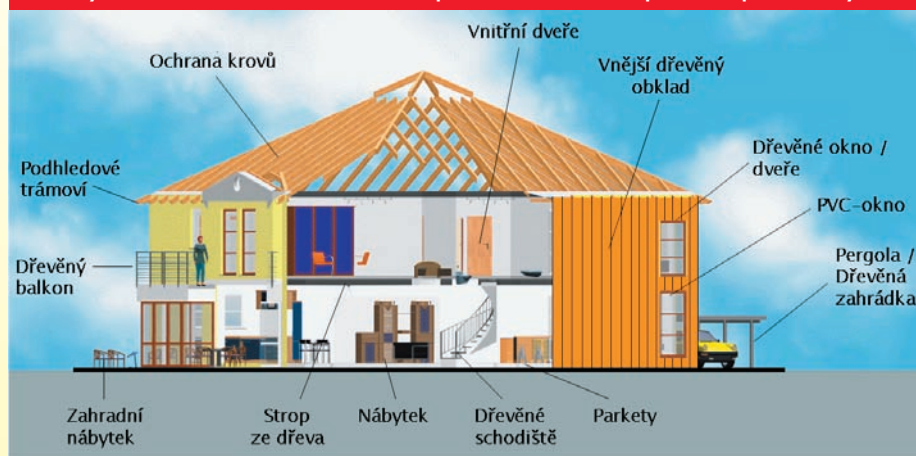 Vnitřní dveře
Ochrana krovů
Vnější dřevěný
obklad
Podhledové
trámoví
Dřevěné okno /
dveře
PVC-okno
Dřevěný
balkon
Pergola /
Dřevěná
zahrádka
Zahradní
nábytek
Strop
ze dřeva
Nábytek
Dřevěné
schodiště
Parkety